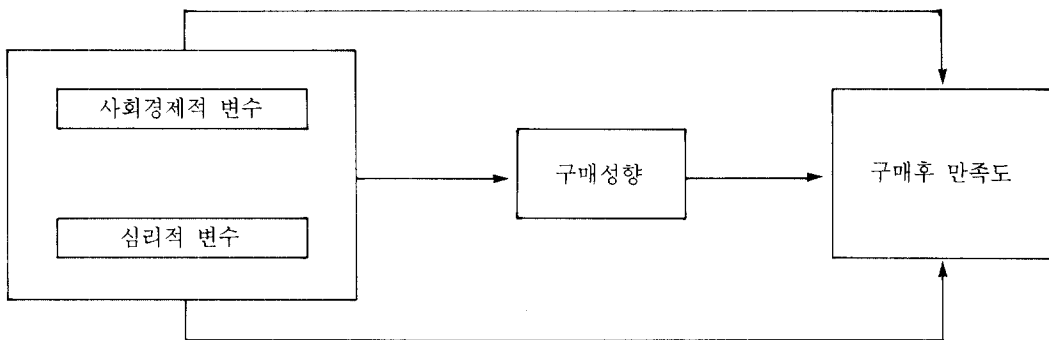 사회경제적 변수
구매성향
구매후 만족도
심리적 변수